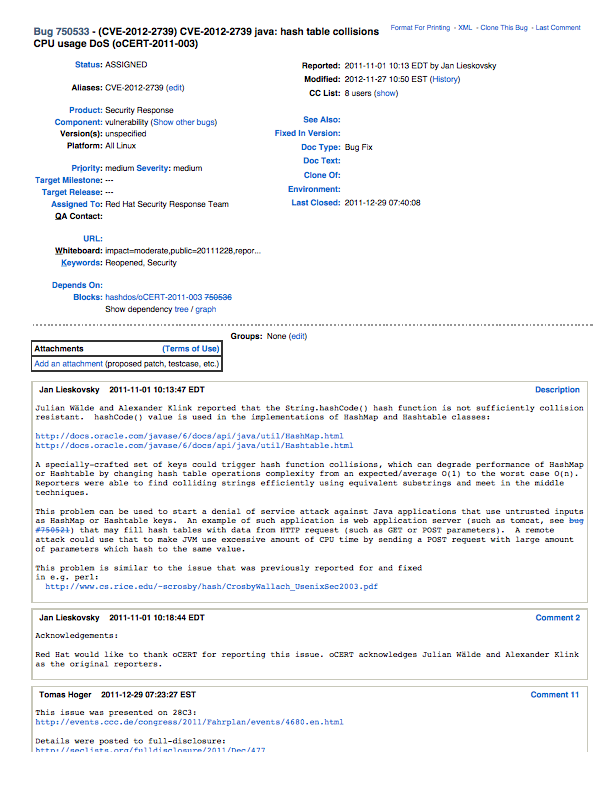 Bug 750533 - (CVE-2012-2739) CVE-2012-2739 java: hash table collisions
CPU usage DoS (oCERT-2011-003)
Format For Printing - XML - Clone This Bug - Last Comment
Status: ASSIGNED
Aliases: CVE-2012-2739 (edit)
Product: Security Response
Component: vulnerability (Show other bugs)
Version(s): unspecified
Platform: All Linux
Priority: medium Severity: medium
Target Milestone: ---
Target Release: ---
Assigned To: Red Hat Security Response Team
QA Contact:
URL:
Whiteboard: impact=moderate,public=20111228,repor...
Keywords: Reopened, Security
Depends On:
Blocks: hashdos/oCERT-2011-003 750536
Show dependency tree / graph
Reported: 2011-11-01 10:13 EDT by Jan Lieskovsky
Modified: 2012-11-27 10:50 EST (History)
CC List: 8 users (show)
See Also:
Fixed In Version:
Doc Type: Bug Fix
Doc Text:
Clone Of:
Environment:
Last Closed: 2011-12-29 07:40:08
Groups: None (edit)
Attachments (Terms of Use)
Add an attachment (proposed patch, testcase, etc.)
Jan Lieskovsky 2011-11-01 10:13:47 EDT Description
Julian Wälde and Alexander Klink reported that the String.hashCode() hash function is not sufficiently collision
resistant. hashCode() value is used in the implementations of HashMap and Hashtable classes:
http://docs.oracle.com/javase/6/docs/api/java/util/HashMap.html
http://docs.oracle.com/javase/6/docs/api/java/util/Hashtable.html
A specially-crafted set of keys could trigger hash function collisions, which can degrade performance of HashMap
or Hashtable by changing hash table operations complexity from an expected/average O(1) to the worst case O(n).
Reporters were able to find colliding strings efficiently using equivalent substrings and meet in the middle
techniques.
This problem can be used to start a denial of service attack against Java applications that use untrusted inputs
as HashMap or Hashtable keys. An example of such application is web application server (such as tomcat, see bug
#750521) that may fill hash tables with data from HTTP request (such as GET or POST parameters). A remote
attack could use that to make JVM use excessive amount of CPU time by sending a POST request with large amount
of parameters which hash to the same value.
This problem is similar to the issue that was previously reported for and fixed
in e.g. perl:
http://www.cs.rice.edu/~scrosby/hash/CrosbyWallach_UsenixSec2003.pdf
Jan Lieskovsky 2011-11-01 10:18:44 EDT Comment 2
Acknowledgements:
Red Hat would like to thank oCERT for reporting this issue. oCERT acknowledges Julian Wälde and Alexander Klink
as the original reporters.
Tomas Hoger 2011-12-29 07:23:27 EST Comment 11
This issue was presented on 28C3:
http://events.ccc.de/congress/2011/Fahrplan/events/4680.en.html
Details were posted to full-disclosure:
http://seclists.org/fulldisclosure/2011/Dec/477